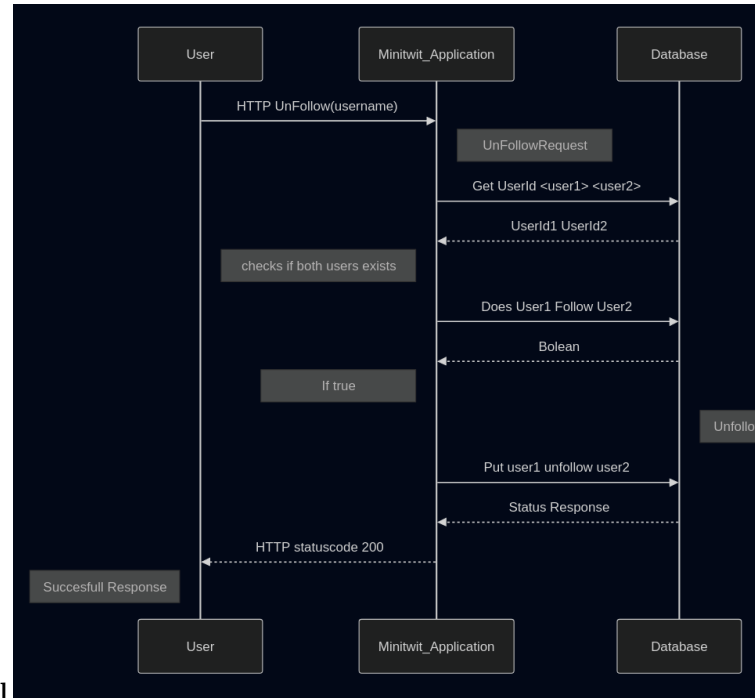 User Minitwit_Application Database
HTTP UnFollow(username)
UnFollowRequest
Get UserId <user1> <user2>
UserId1 UserId2
checks if both users exists
Does User1 Follow User2
Bolean
If true
Unfollo
Put user1 unfollow user2
Status Response
HTTP statuscode 200
Succesfull Response
User Minitwit_Application Database